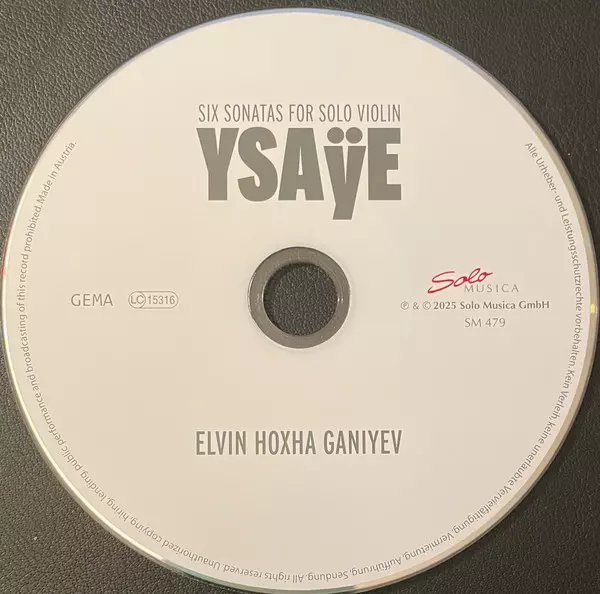 SIX SONATAS FOR SOLO VIOLIN
YSAÿE
GEMA
LC 15316
Solo
MUSICA
℗ & © 2025 Solo Musica GmbH
SM 479
ELVIN HOXHA GANIYEV
Alle Urheber- und Leistungsschutzrechte vorbehalten. Kein Verleih, keine unerlaubte Vervielfältigung, Vermietung, Aufführung, Sendung. All rights reserved. Unauthorized copying, hiring, lending public performance and broadcasting of this record prohibited. Made in Austria.